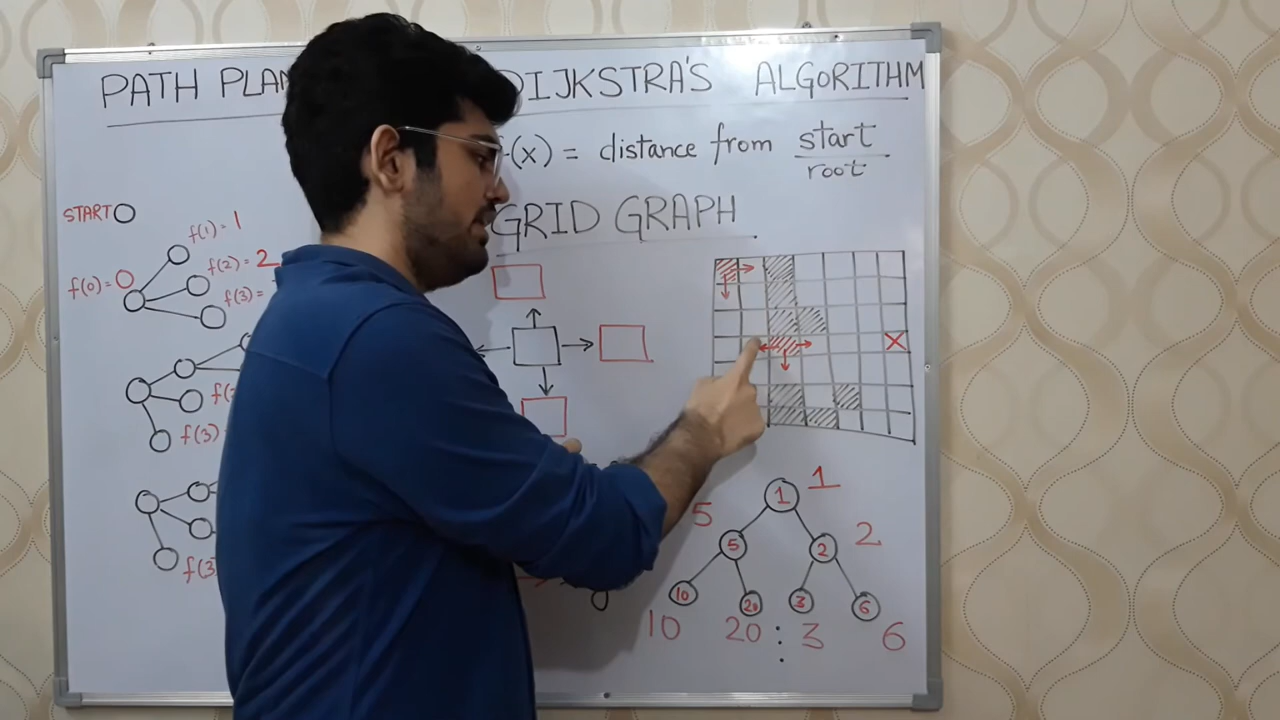 PATH PLAN DIJKSTRA'S ALGORITHM
f(x) = distance from start
root
GRID GRAPH
START
f(1) = 1
f(2) = 2
f(0) = 0
f(3) =
X
f(3)
f(3
1
1
5
5
2
2
10
20
3
6
10
20
:
3
6